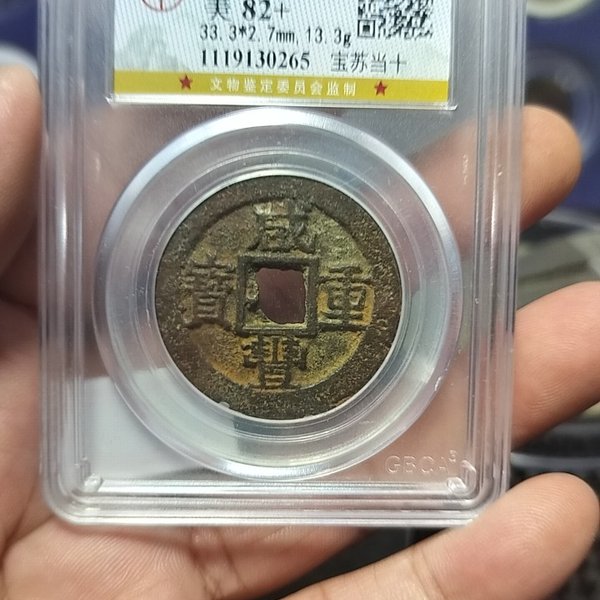 美 82+
33.3*2.7mm, 13.3g
1119130265 宝苏当十
★ 文物鉴定委员会监制 ★
咸
寶 重
豐
GBCA